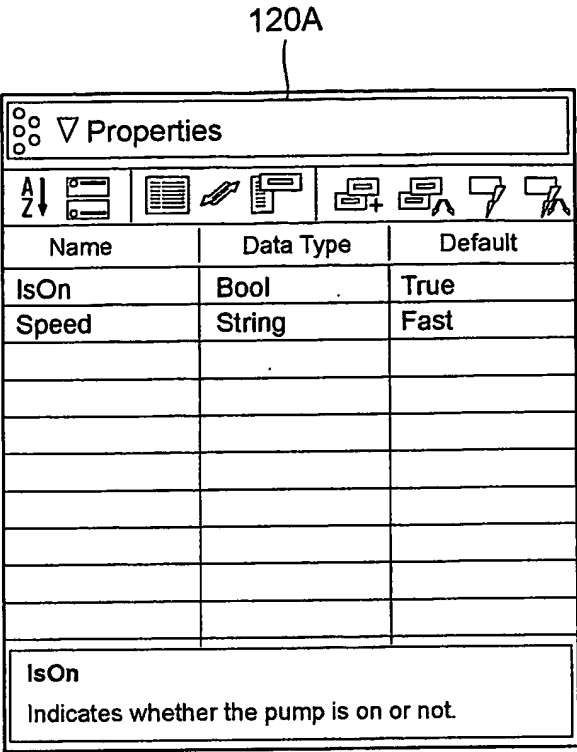 120A
Properties
A
Z
Name Data Type Default
IsOn Bool True
Speed String Fast
IsOn
Indicates whether the pump is on or not.